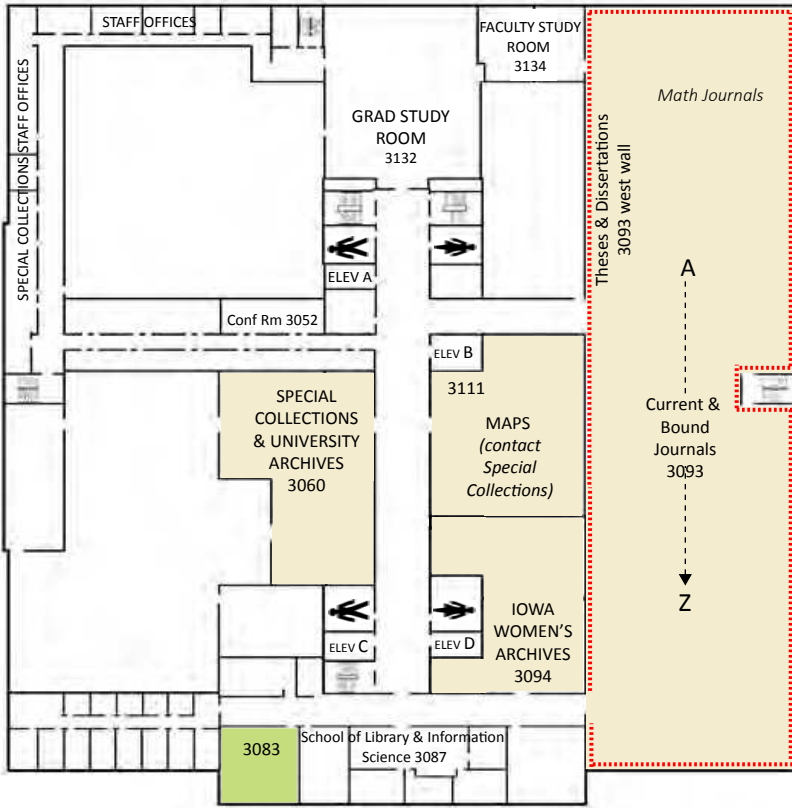 STAFF OFFICES
FACULTY STUDY
ROOM
3134
SPECIAL COLLECTIONS STAFF OFFICES
GRAD STUDY
ROOM
3132
Math Journals
Theses & Dissertations
3093 west wall
ELEV A
A
Conf Rm 3052
ELEV B
3111
SPECIAL
COLLECTIONS
& UNIVERSITY
ARCHIVES
3060
MAPS
(contact
Special
Collections)
Current &
Bound
Journals
3093
Z
IOWA
WOMEN'S
ARCHIVES
3094
ELEV C
ELEV D
3083
School of Library & Information
Science 3087